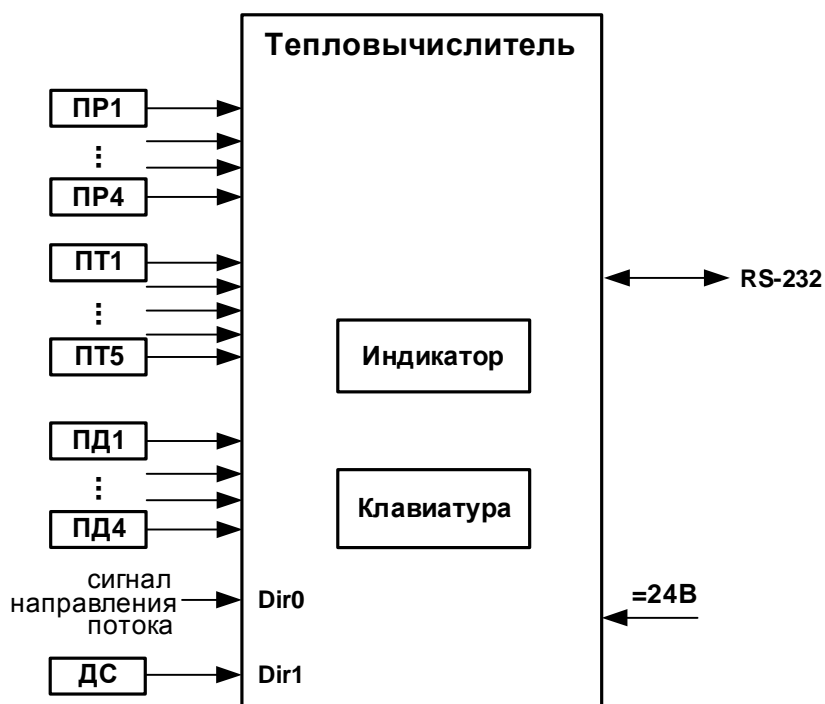 Тепловычислитель
ПР1
ПР4
ПТ1
ПТ5
RS-232
Индикатор
ПД1
ПД4
Клавиатура
сигнал
направления
потока
Dir0
=24В
ДС
Dir1